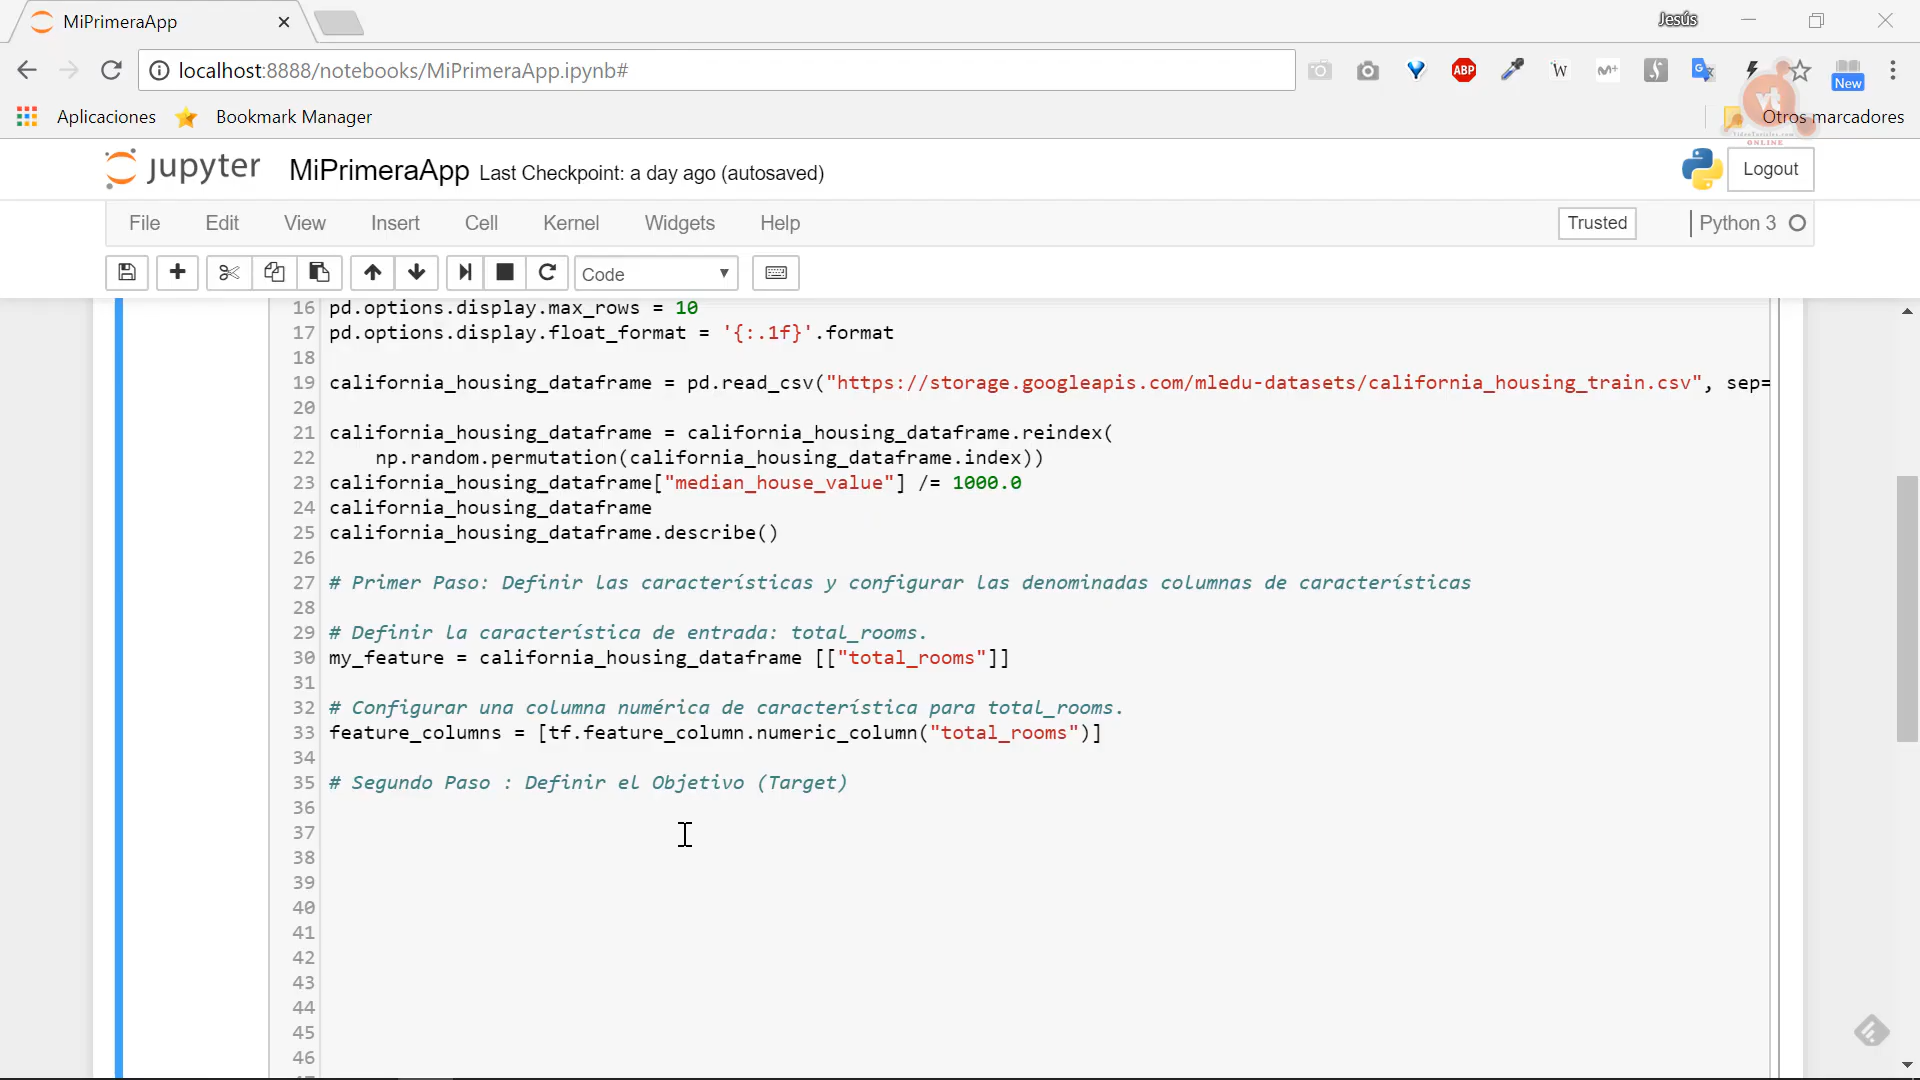 MiPrimeraApp
Jesús
localhost:8888/notebooks/MiPrimeraApp.ipynb#
ABP
W
New
Aplicaciones
Bookmark Manager
Otros marcadores
vt
ONLINE
jupyter MiPrimeraApp Last Checkpoint: a day ago (autosaved)
Logout
File Edit View Insert Cell Kernel Widgets Help
Trusted
Python 3
Code
16 pd.options.display.max_rows = 10
17 pd.options.display.float_format = '{:.1f}'.format
18
19 california_housing_dataframe = pd.read_csv("https://storage.googleapis.com/mledu-datasets/california_housing_train.csv", sep=
20
21 california_housing_dataframe = california_housing_dataframe.reindex(
22     np.random.permutation(california_housing_dataframe.index))
23 california_housing_dataframe["median_house_value"] /= 1000.0
24 california_housing_dataframe
25 california_housing_dataframe.describe()
26
27 # Primer Paso: Definir las características y configurar las denominadas columnas de características
28
29 # Definir la característica de entrada: total_rooms.
30 my_feature = california_housing_dataframe [["total_rooms"]]
31
32 # Configurar una columna numérica de característica para total_rooms.
33 feature_columns = [tf.feature_column.numeric_column("total_rooms")]
34
35 # Segundo Paso : Definir el Objetivo (Target)
36
37
38
39
40
41
42
43
44
45
46